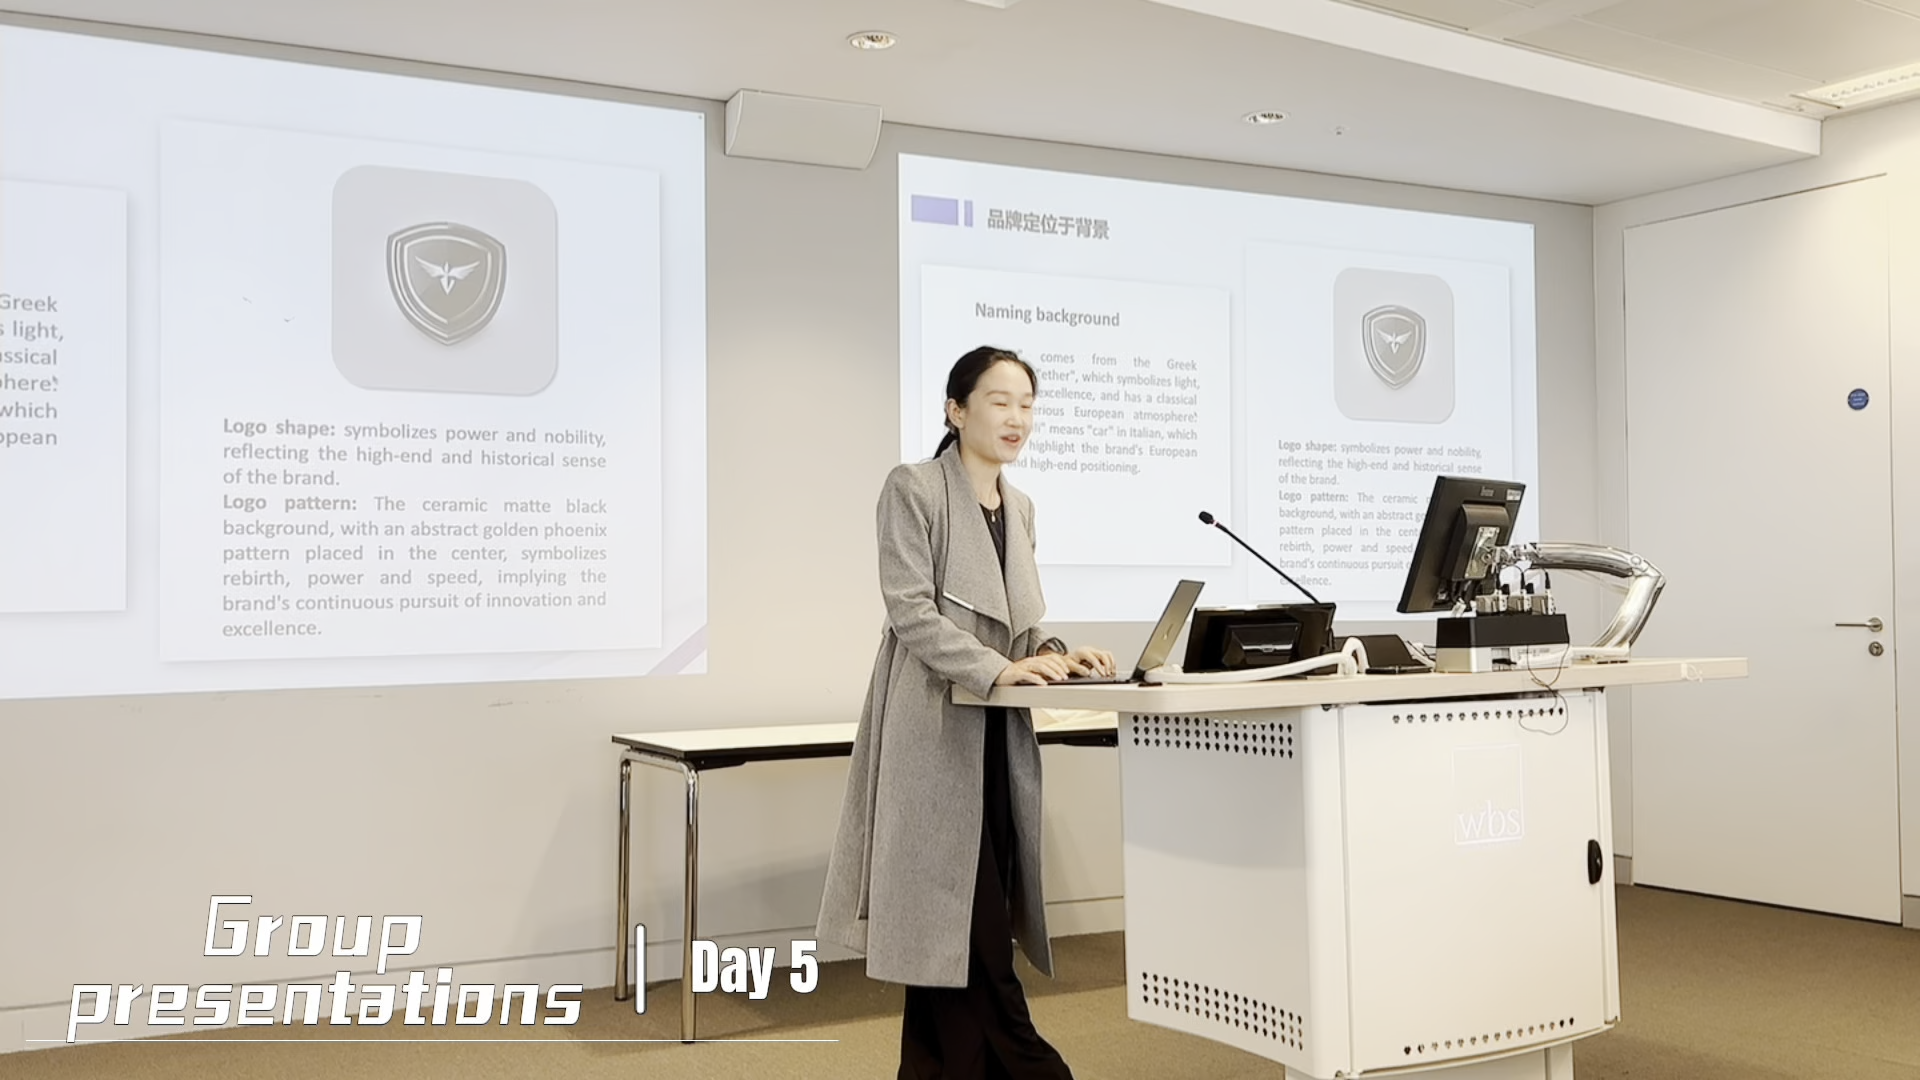 Greek
light,
which
Logo shape: symbolizes power and nobility,
reflecting the high-end and historical sense
of the brand.
Logo pattern: The ceramic matte black
background, with an abstract golden phoenix
pattern placed in the center, symbolizes
rebirth, power and speed, implying the
brand's continuous pursuit of innovation and
excellence.
品牌定位于背景
Naming background
comes from the Greek
"ether", which symbolizes light,
excellence, and has a classical
European atmosphere.
means "car" in Italian, which
highlight the brand's European
high-end positioning.
Logo shape: symbolizes power and nobility,
reflecting the high-end and historical sense
of the brand.
Logo pattern: The ceramic
background, with an abstract
pattern placed in the
rebirth, power and speed
brand's continuous pursuit
excellence.
wbs
Group
presentations
Day 5